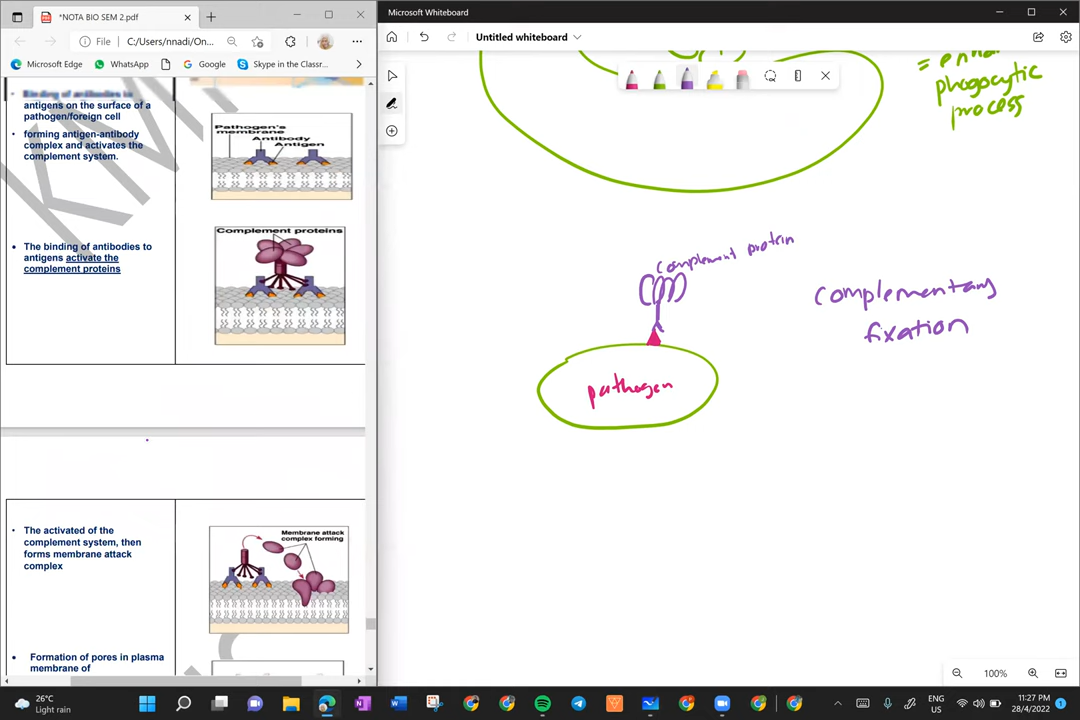 *NOTA BIO SEM 2.pdf
File
C:/Users/nnadi/On...
Microsoft Edge
WhatsApp
Google
Skype in the Classr...
Binding of antibodies to
antigens on the surface of a
pathogen/foreign cell
forming antigen-antibody
complex and activates the
complement system.
Pathogen's
membrane
Antibody
Antigen
The binding of antibodies to
antigens activate the
complement proteins
Complement proteins
The activated of the
complement system, then
forms membrane attack
complex
Membrane attack
complex forming
Formation of pores in plasma
membrane of
Microsoft Whiteboard
Untitled whiteboard
phagocytic
process
complement protein
complementary
fixation
pathogen
100%
26°C
Light rain
ENG
US
11:27 PM
28/4/2022